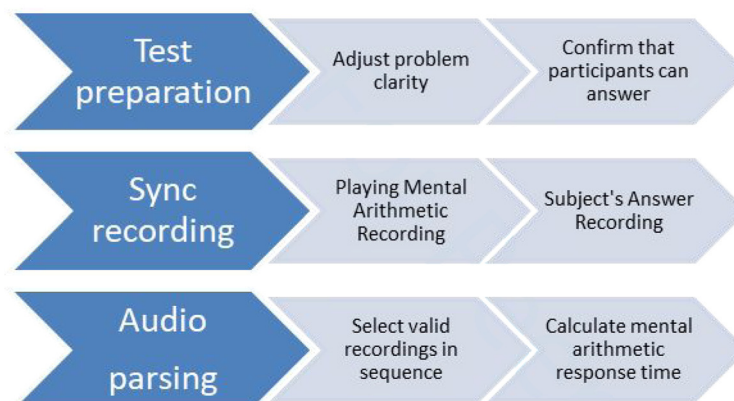 Test
preparation
Adjust problem
clarity
Confirm that
participants can
answer
Sync
recording
Playing Mental
Arithmetic
Recording
Subject's Answer
Recording
Audio
parsing
Select valid
recordings in
sequence
Calculate mental
arithmetic
response time